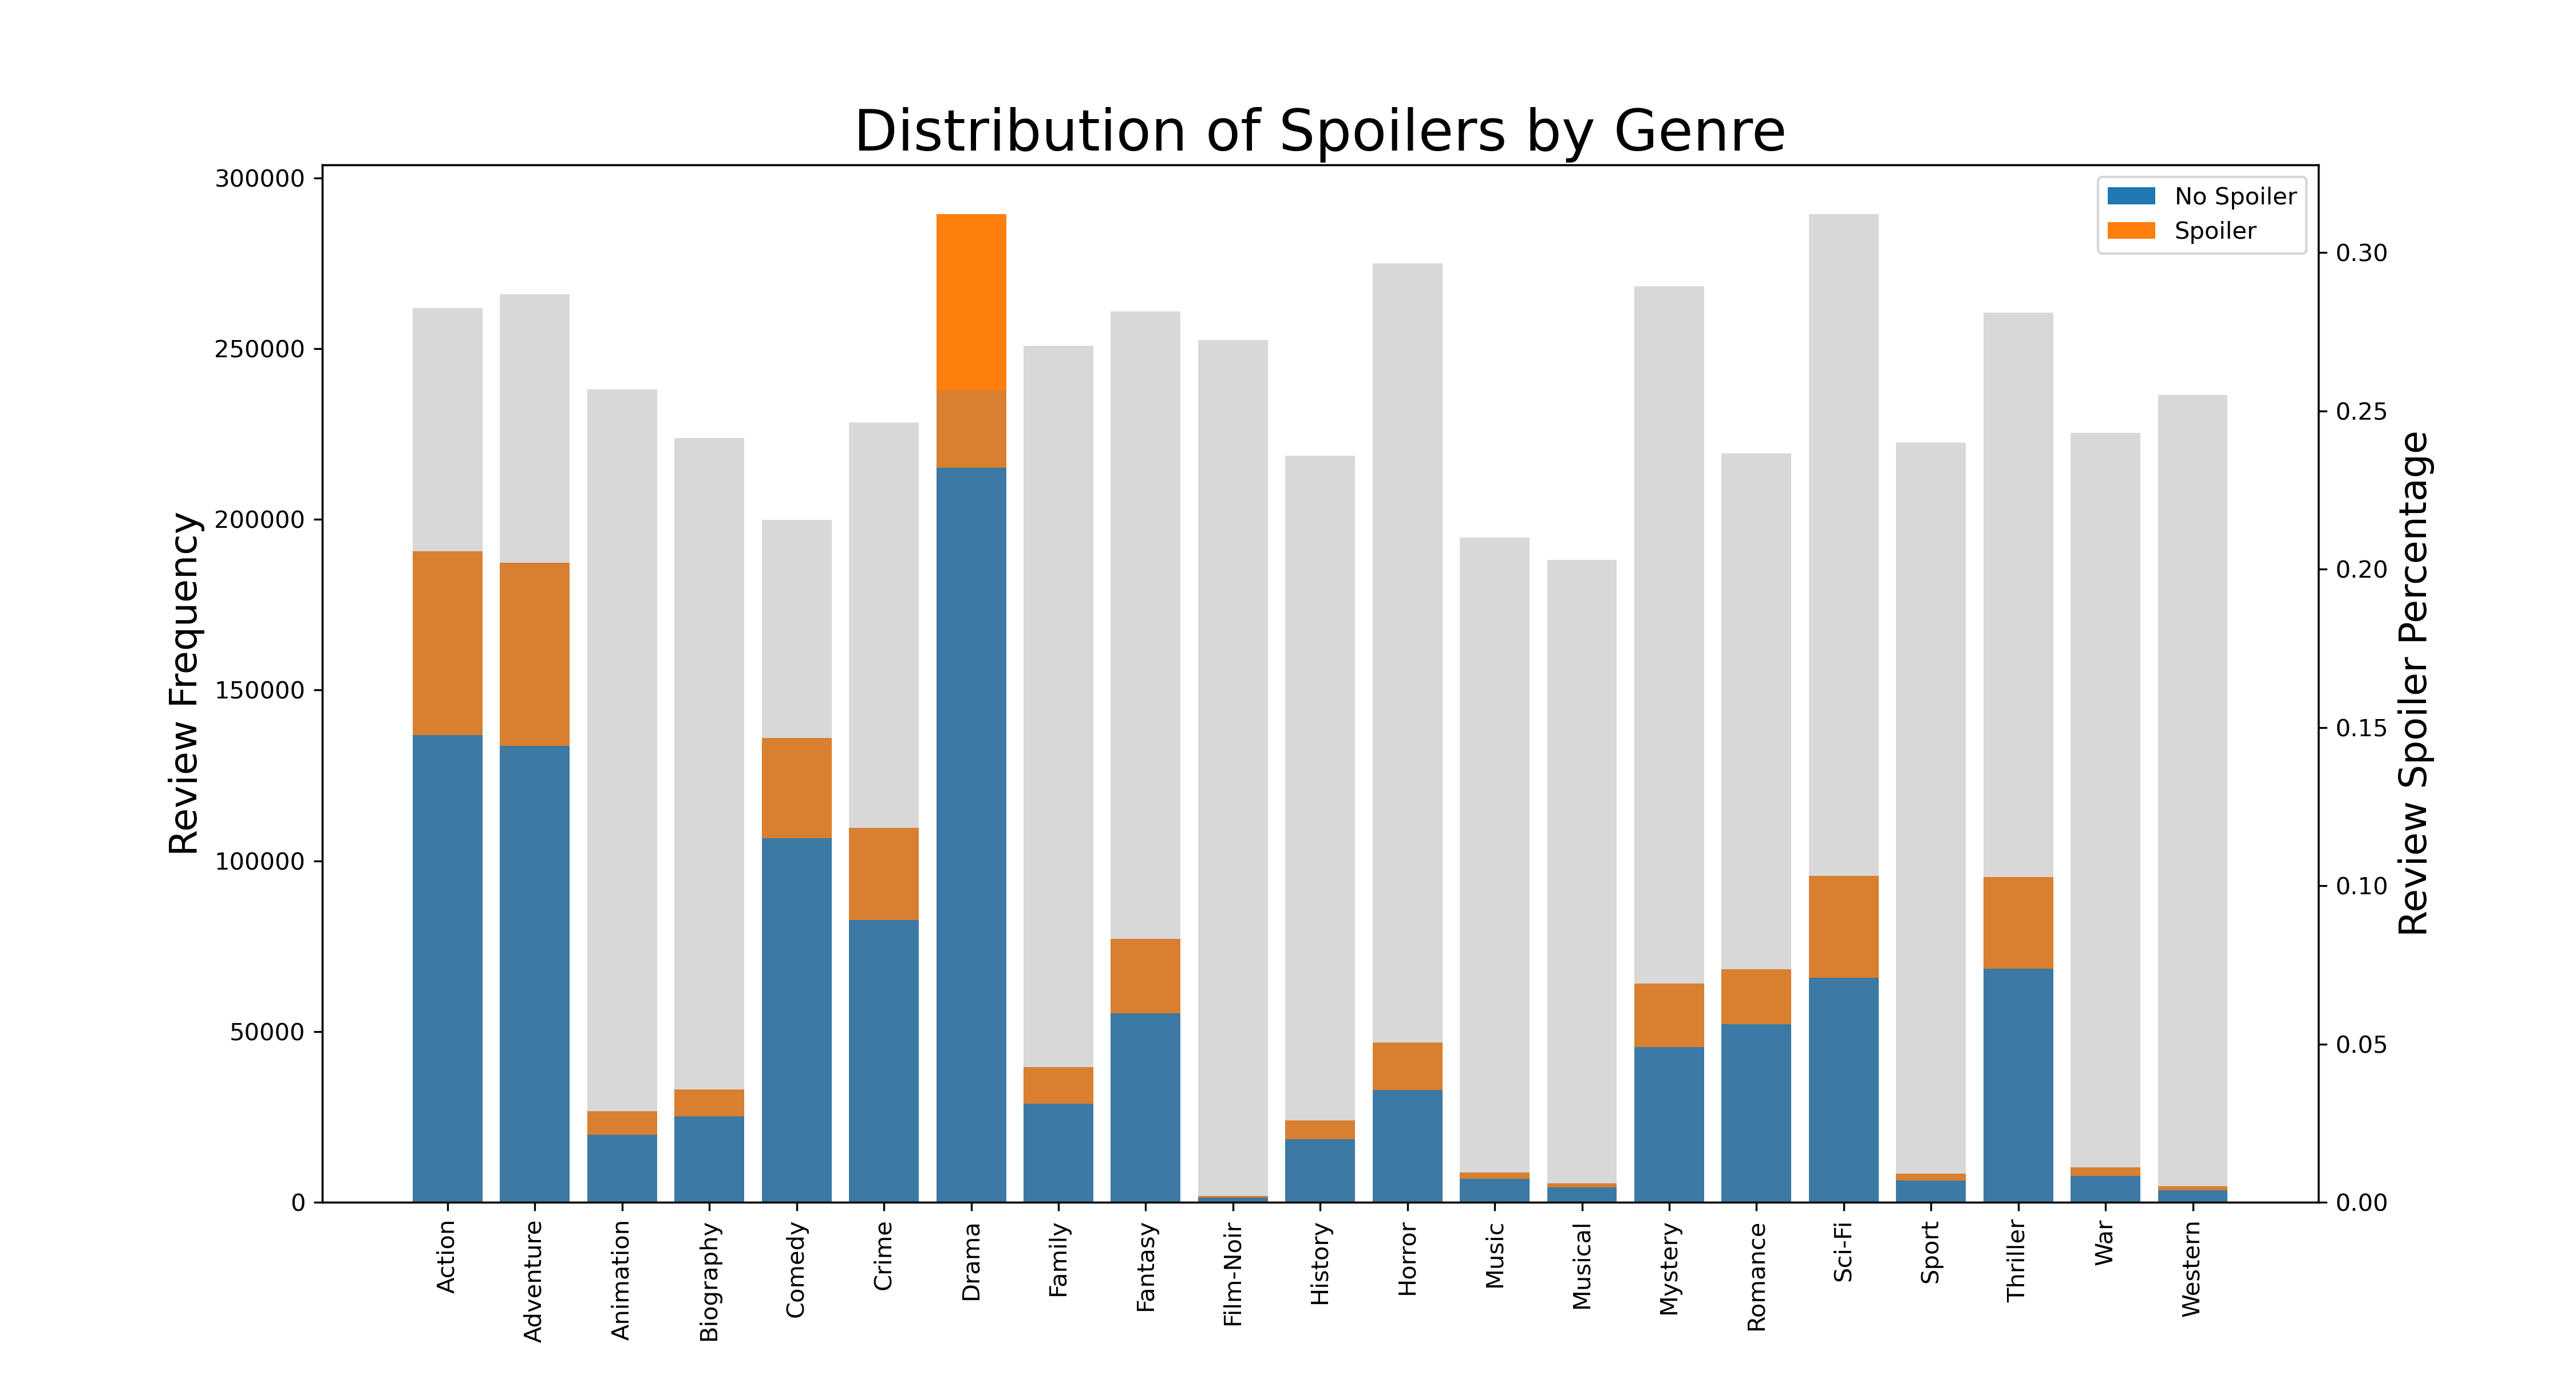 Distribution of Spoilers by Genre
No Spoiler
Spoiler
Review Frequency
300000
250000
200000
150000
100000
50000
0
Review Spoiler Percentage
0.30
0.25
0.20
0.15
0.10
0.05
0.00
Action
Adventure
Animation
Biography
Comedy
Crime
Drama
Family
Fantasy
Film-Noir
History
Horror
Music
Musical
Mystery
Romance
Sci-Fi
Sport
Thriller
War
Western